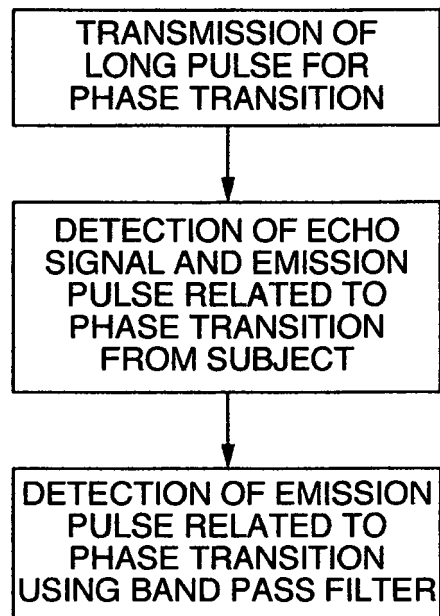 TRANSMISSION OF
LONG PULSE FOR
PHASE TRANSITION
DETECTION OF ECHO
SIGNAL AND EMISSION
PULSE RELATED TO
PHASE TRANSITION
FROM SUBJECT
DETECTION OF EMISSION
PULSE RELATED TO
PHASE TRANSITION
USING BAND PASS FILTER